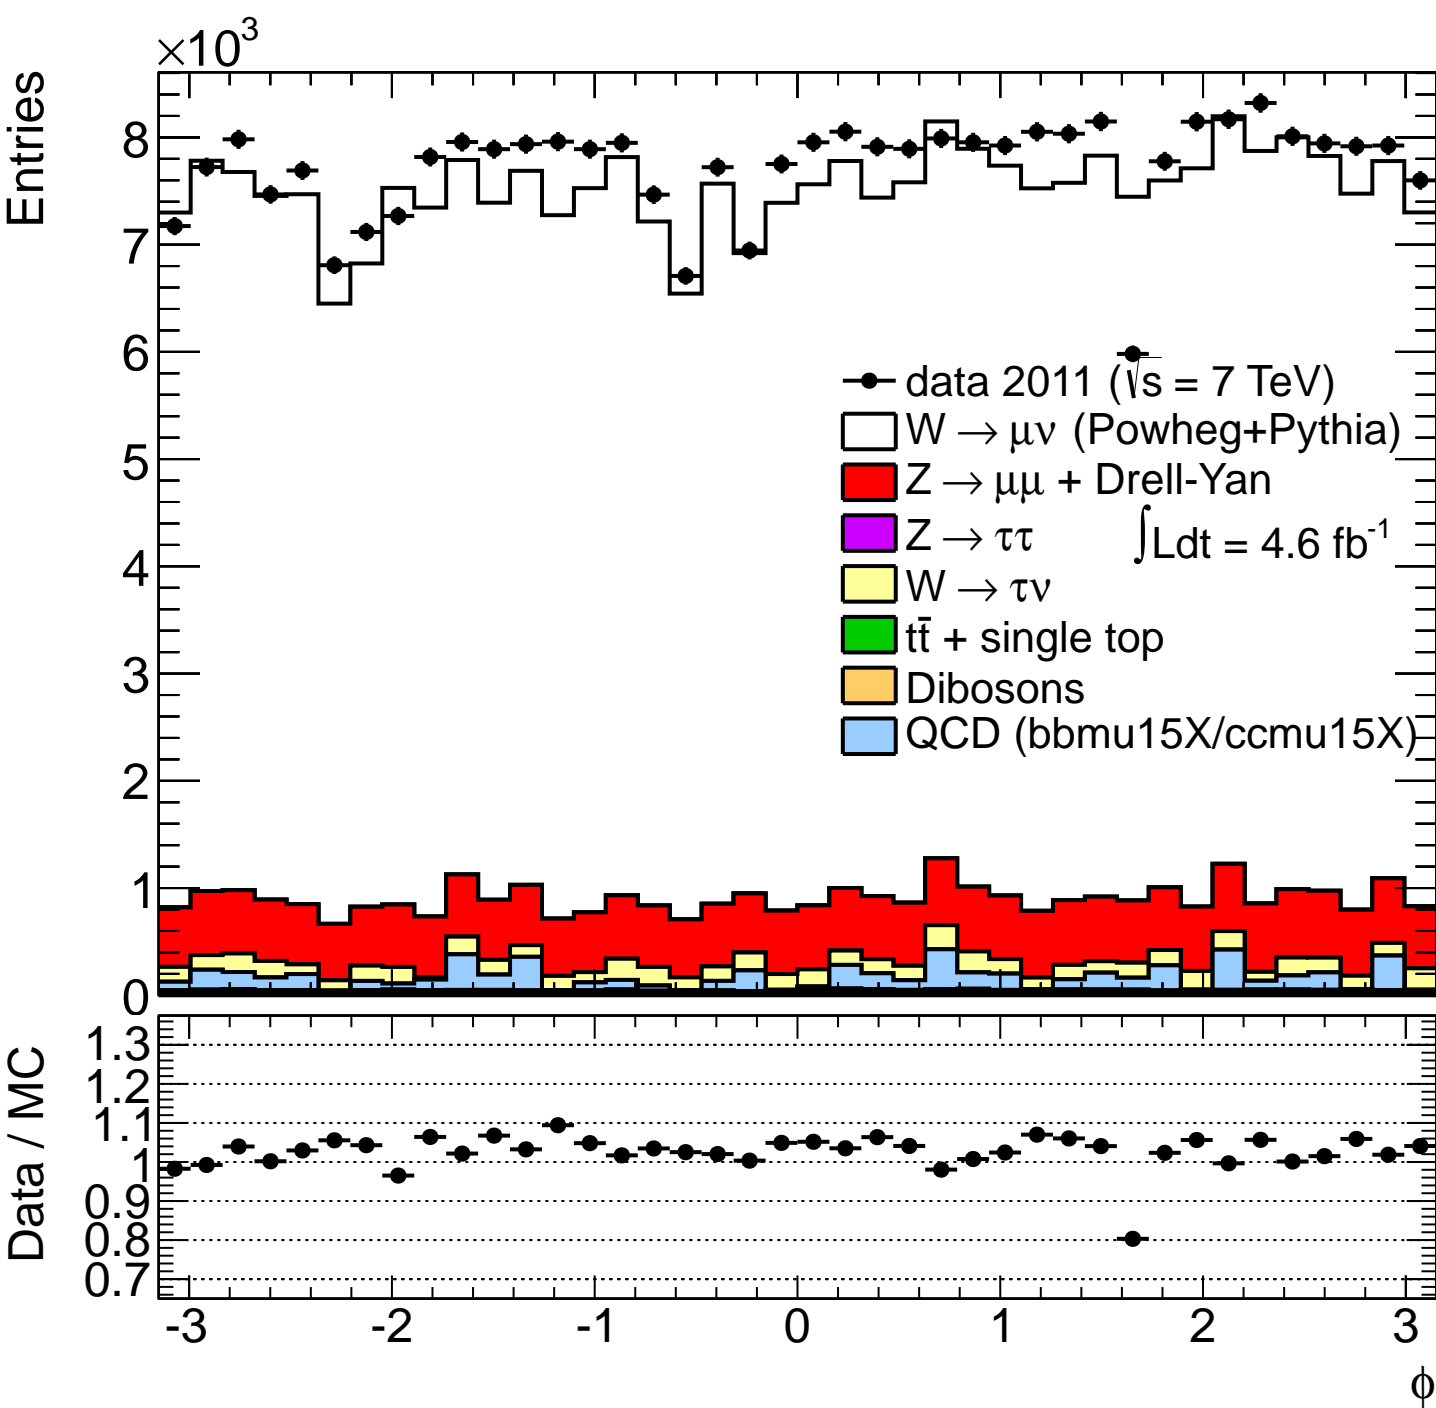 ×10³
Entries
8
7
6
5
4
3
2
1
0
data 2011 (√s = 7 TeV)
W → μν (Powheg+Pythia)
Z → μμ + Drell-Yan
Z → ττ
∫Ldt = 4.6 fb⁻¹
W → τν
tt̄ + single top
Dibosons
QCD (bbmu15X/ccmu15X)
Data / MC
1.3
1.2
1.1
1
0.9
0.8
0.7
-3 -2 -1 0 1 2 3
ϕ